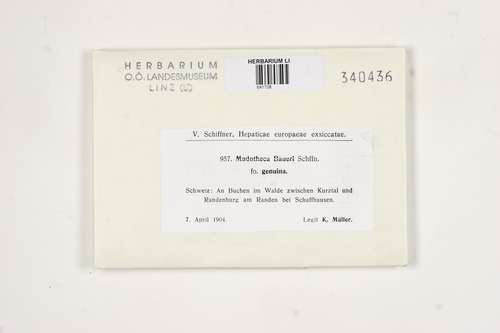 HERBARIUM
O.Ö. LANDESMUSEUM
LINZ (LI)
HERBARIUM LI
641708
340436
V. Schiffner, Hepaticae europaeae exsiccatae.
957. Madotheca Baueri Schffn.
fo. genuina.
Schweiz: An Buchen im Walde zwischen Kurztal und
Randenburg am Randen bei Schaffhausen.
7. April 1904.
Legit K. Müller.